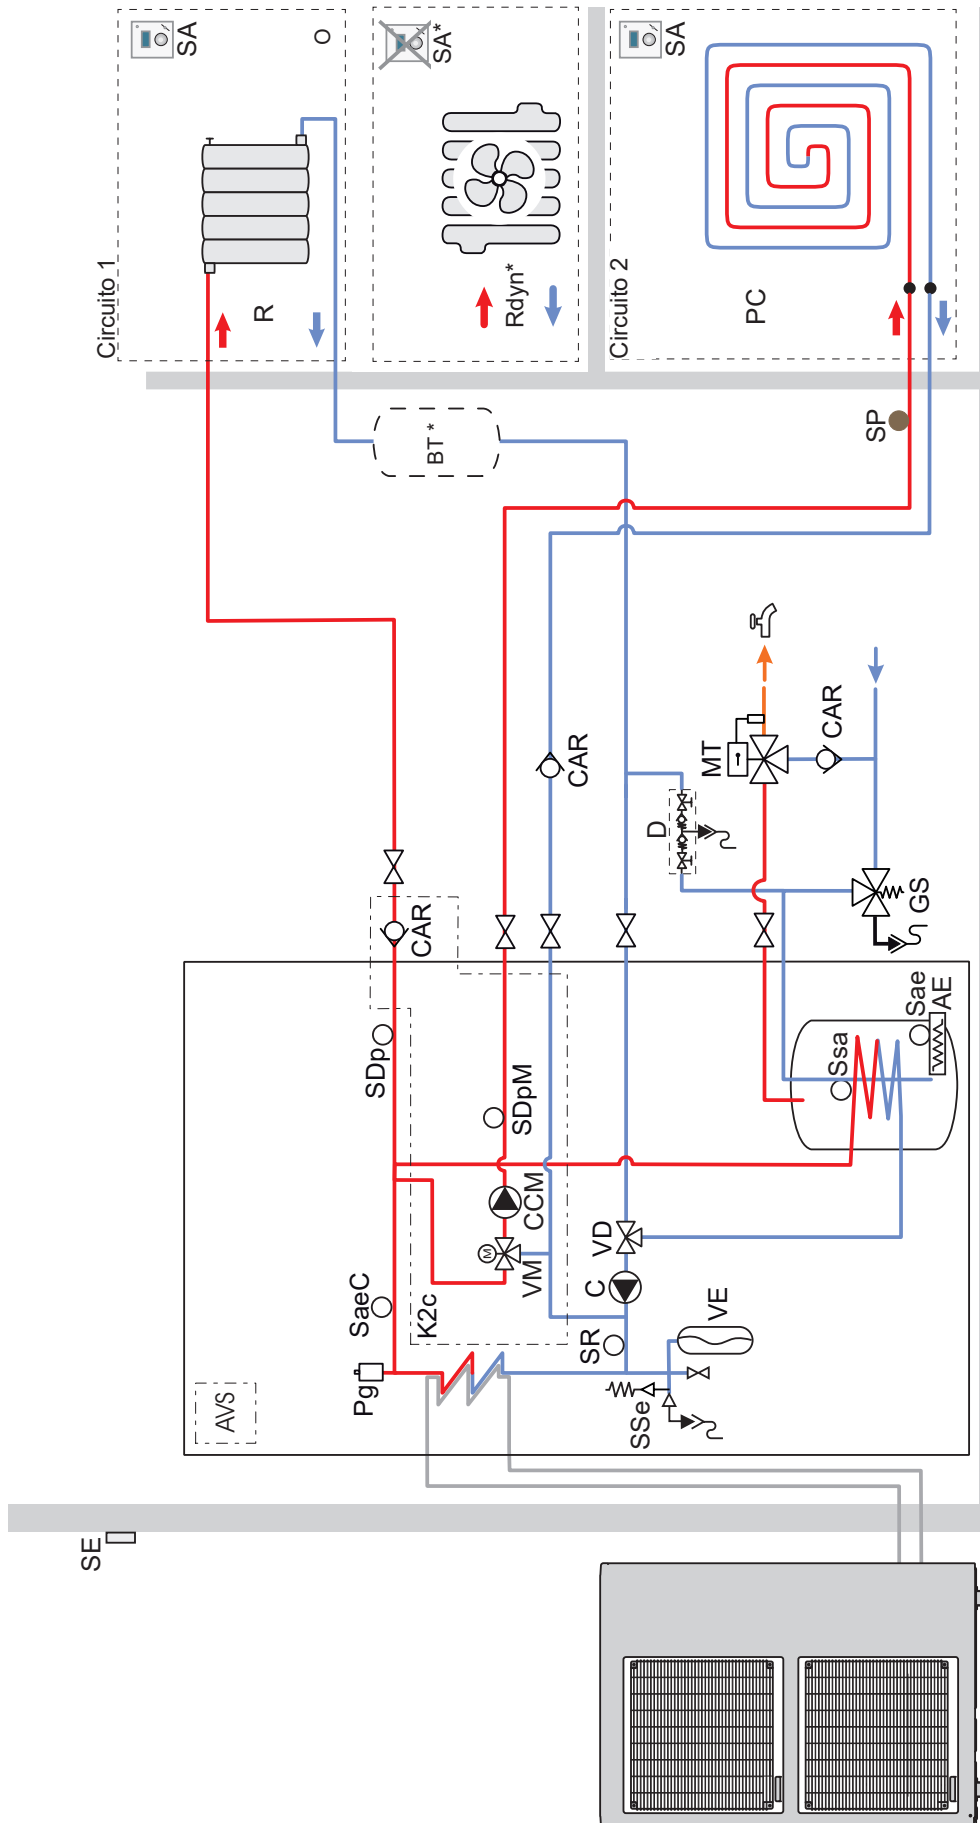 Circuito 1
SA
O
R
SA*
Rdyn*
Circuito 2
SA
PC
BT *
SP
CAR
CAR
D
MT
CAR
GS
SDp
SDpM
Ssa
Sae
AE
SaeC
K2c
CCM
M
VM
VD
C
SR
VE
Pg
SSe
AVS
SE